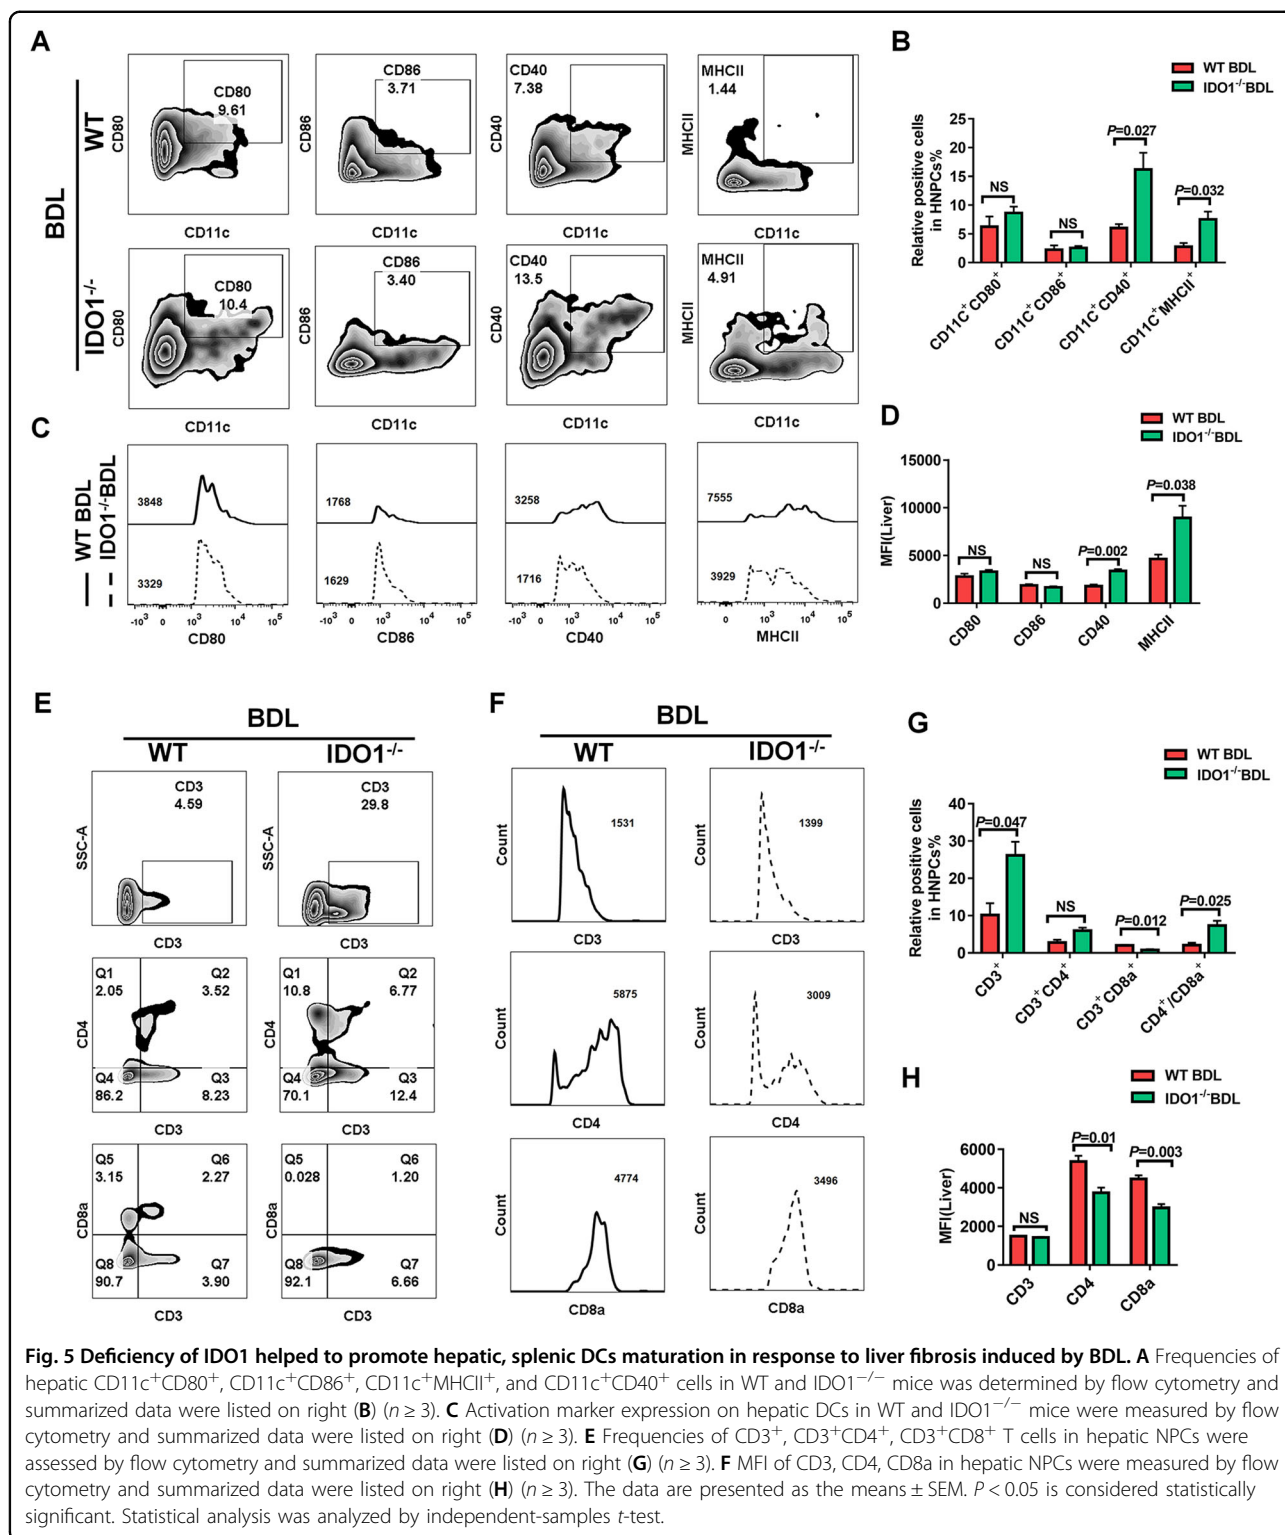 A
BDL
WT
IDO1-/-
CD80
9.61
CD80
CD11c
CD86
3.71
CD86
CD11c
CD40
7.38
CD40
CD11c
MHCII
1.44
MHCII
CD11c
CD80
10.4
CD80
CD11c
CD86
3.40
CD86
CD11c
CD40
13.5
CD40
CD11c
MHCII
4.91
MHCII
CD11c
B
WT BDL
IDO1-/-BDL
Relative positive cells
in HNPCs%
25
20
15
10
5
0
NS
NS
P=0.027
P=0.032
CD11C+CD80+
CD11C+CD86+
CD11C+CD40+
CD11C+MHCII+
C
WT BDL
IDO1-/-BDL
3848
3329
-10³ 0 10³ 10⁴ 10⁵
CD80
1768
1629
-10³ 0 10³ 10⁴ 10⁵
CD86
3258
1716
-10³ 0 10³ 10⁴ 10⁵
CD40
7555
3929
-10³ 0 10³ 10⁴ 10⁵
MHCII
D
WT BDL
IDO1-/-BDL
MFI(Liver)
15000
10000
5000
0
NS
NS
P=0.002
P=0.038
CD80
CD86
CD40
MHCII
E
BDL
WT
IDO1-/-
CD3
4.59
SSC-A
CD3
CD3
29.8
SSC-A
CD3
Q1
2.05
Q2
3.52
Q4
86.2
Q3
8.23
CD4
CD3
Q1
10.8
Q2
6.77
Q4
70.1
Q3
12.4
CD4
CD3
Q5
3.15
Q6
2.27
Q8
90.7
Q7
3.90
CD8a
CD3
Q5
0.028
Q6
1.20
Q8
92.1
Q7
6.66
CD8a
CD3
F
BDL
WT
IDO1-/-
1531
Count
CD3
1399
Count
CD3
5875
Count
CD4
3009
Count
CD4
4774
Count
CD8a
3496
Count
CD8a
G
WT BDL
IDO1-/-BDL
Relative positive cells
in HNPCs%
40
30
20
10
0
P=0.047
NS
P=0.012
P=0.025
CD3+
CD3+CD4+
CD3+CD8a+
CD4+/CD8a+
H
WT BDL
IDO1-/-BDL
MFI(Liver)
6000
4000
2000
0
NS
P=0.01
P=0.003
CD3
CD4
CD8a
Fig. 5 Deficiency of IDO1 helped to promote hepatic, splenic DCs maturation in response to liver fibrosis induced by BDL. A Frequencies of
hepatic CD11c⁺CD80⁺, CD11c⁺CD86⁺, CD11c⁺MHCII⁺, and CD11c⁺CD40⁺ cells in WT and IDO1⁻/⁻ mice was determined by flow cytometry and
summarized data were listed on right (B) (n ≥ 3). C Activation marker expression on hepatic DCs in WT and IDO1⁻/⁻ mice were measured by flow
cytometry and summarized data were listed on right (D) (n ≥ 3). E Frequencies of CD3⁺, CD3⁺CD4⁺, CD3⁺CD8⁺ T cells in hepatic NPCs were
assessed by flow cytometry and summarized data were listed on right (G) (n ≥ 3). F MFI of CD3, CD4, CD8a in hepatic NPCs were measured by flow
cytometry and summarized data were listed on right (H) (n ≥ 3). The data are presented as the means ± SEM. P < 0.05 is considered statistically
significant. Statistical analysis was analyzed by independent-samples t-test.